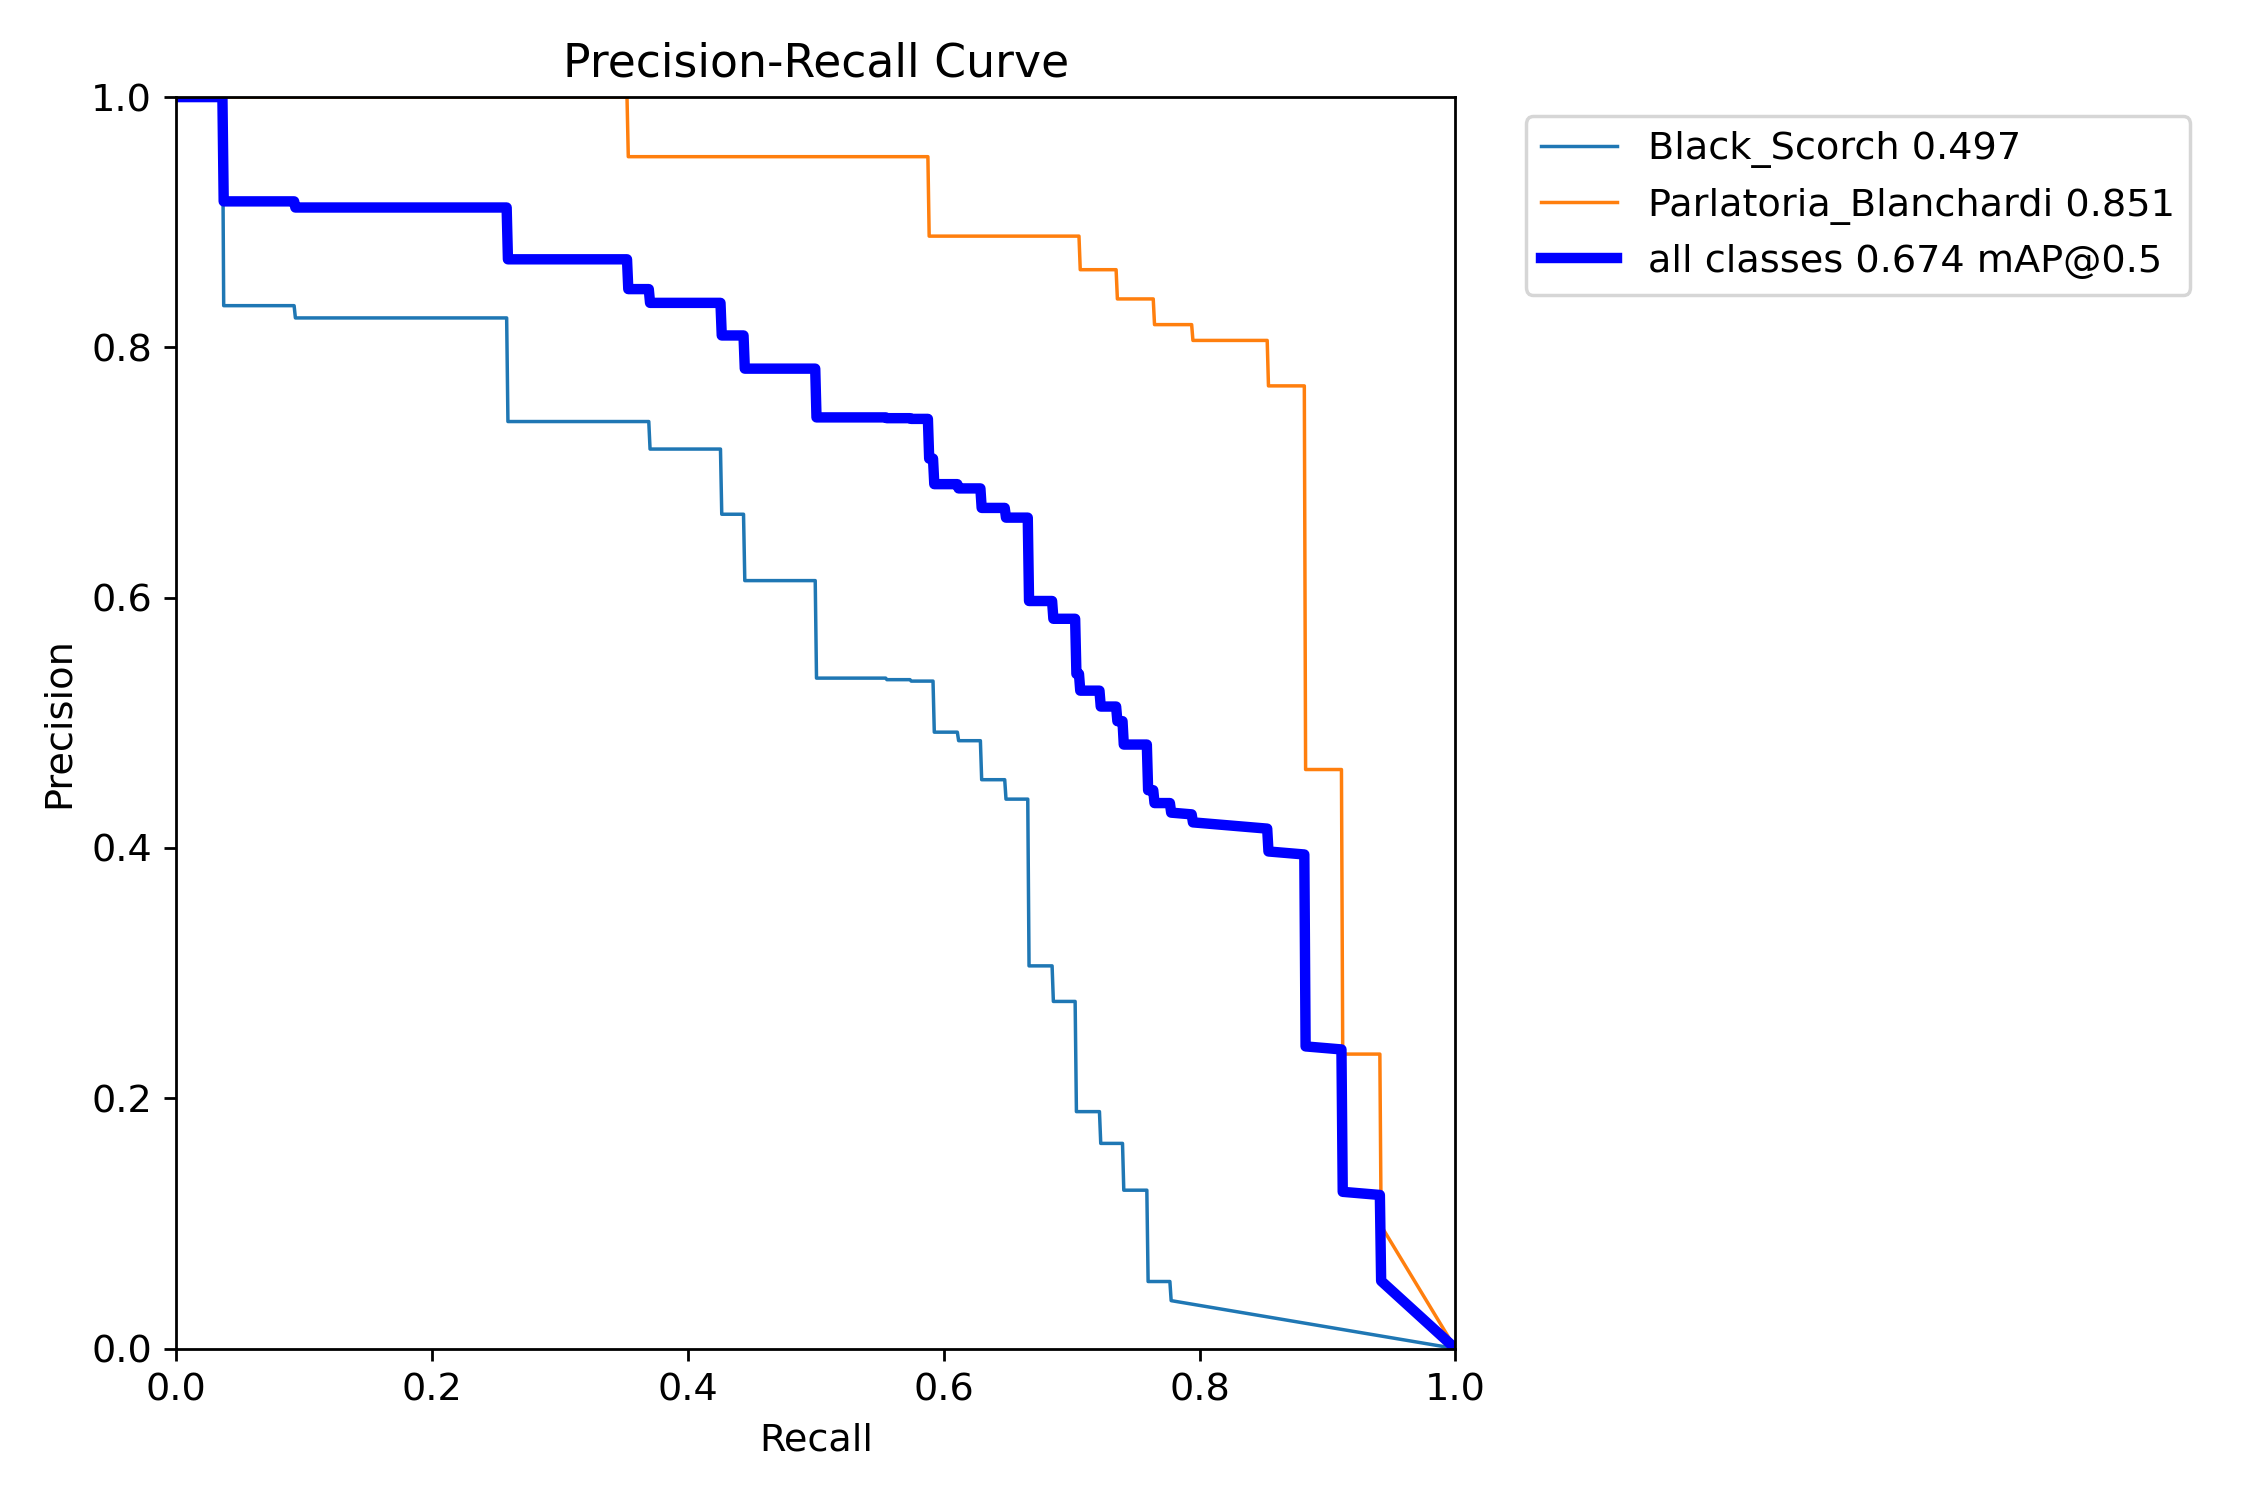 Precision-Recall Curve
1.0
0.8
0.6
0.4
0.2
0.0
Precision
0.0 0.2 0.4 0.6 0.8 1.0
Recall
Black_Scorch 0.497
Parlatoria_Blanchardi 0.851
all classes 0.674 mAP@0.5